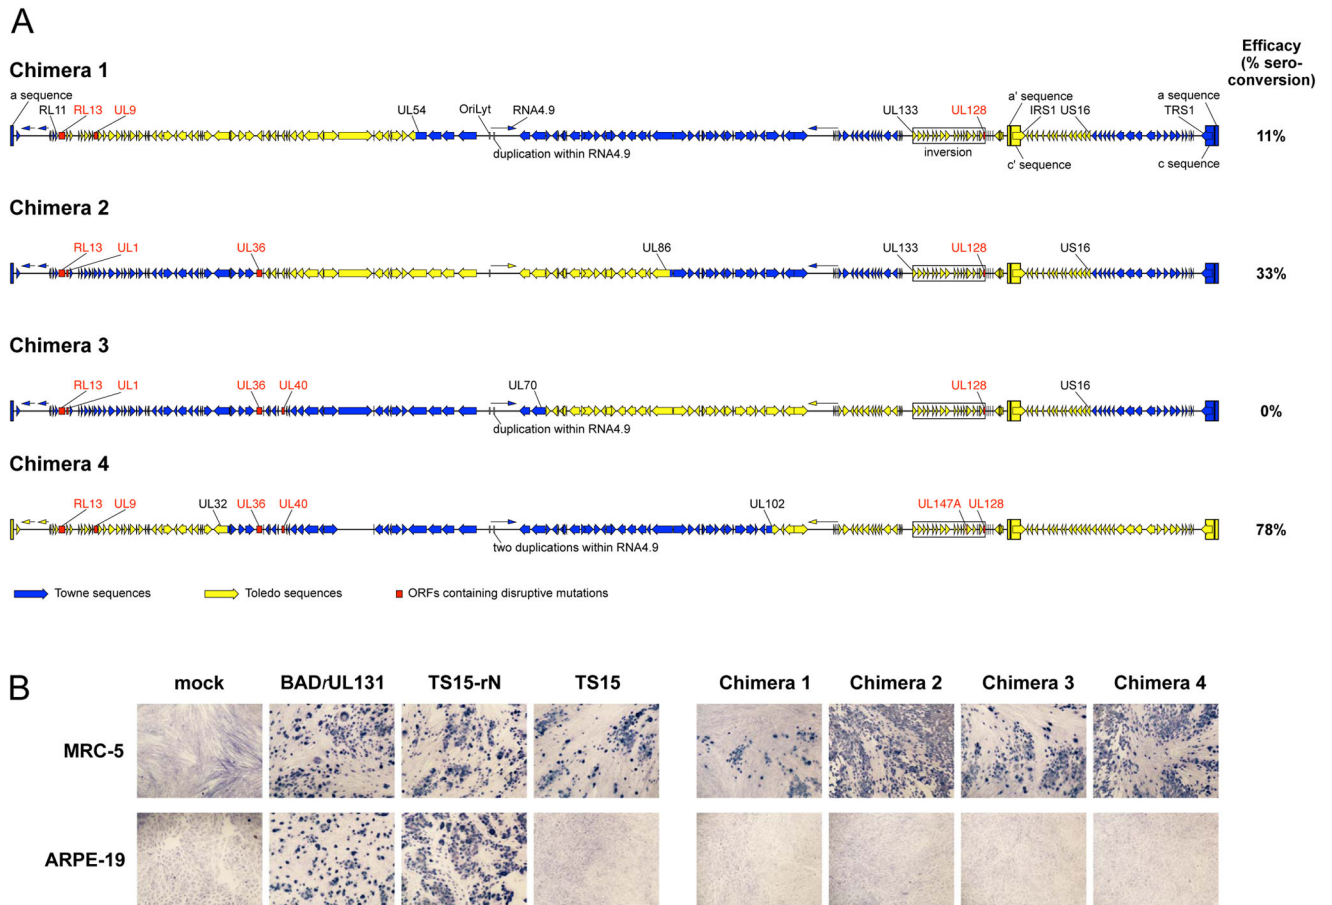 A
Efficacy
(% sero-
conversion)
Chimera 1
a sequence
RL11
RL13
UL9
UL54
OriLyt
RNA4.9
UL133
UL128
a' sequence
IRS1
US16
a sequence
TRS1
11%
duplication within RNA4.9
inversion
c' sequence
c sequence
Chimera 2
RL13
UL1
UL36
UL86
UL133
UL128
US16
33%
Chimera 3
RL13
UL1
UL36
UL40
UL70
UL128
US16
0%
duplication within RNA4.9
Chimera 4
RL13
UL9
UL32
UL36
UL40
UL102
UL147A
UL128
78%
two duplications within RNA4.9
Towne sequences
Toledo sequences
ORFs containing disruptive mutations
B
mock
BADrUL131
TS15-rN
TS15
Chimera 1
Chimera 2
Chimera 3
Chimera 4
MRC-5
ARPE-19